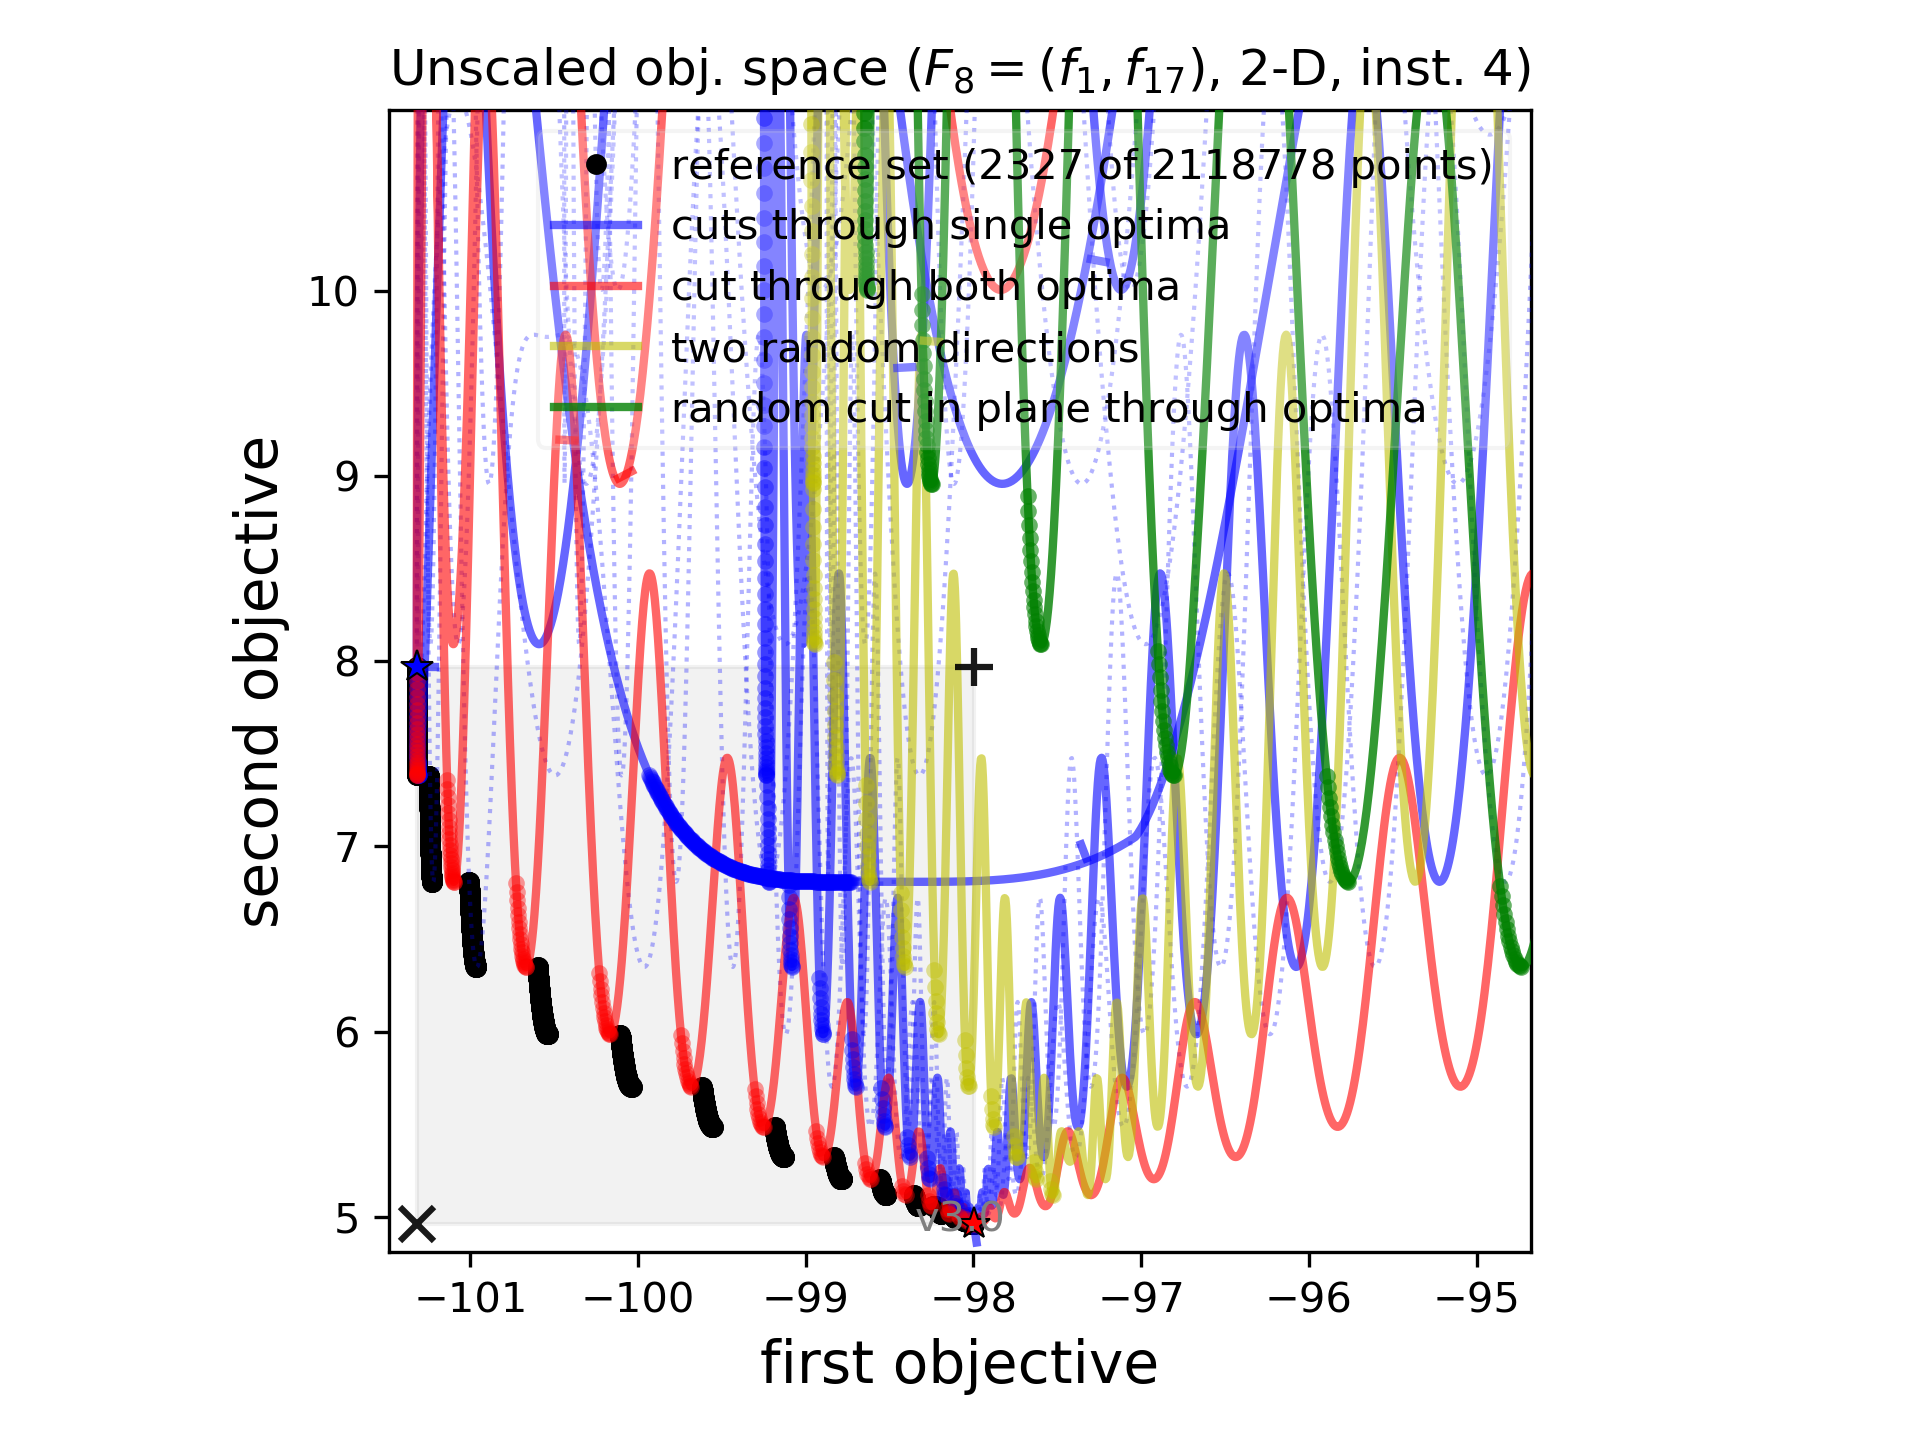 Unscaled obj. space (F₈ = (f₁, f₁₇), 2-D, inst. 4)
reference set (2327 of 2118778 points)
cuts through single optima
cut through both optima
two random directions
random cut in plane through optima
10
9
8
7
6
5
second objective
v3.0
−101 −100 −99 −98 −97 −96 −95
first objective